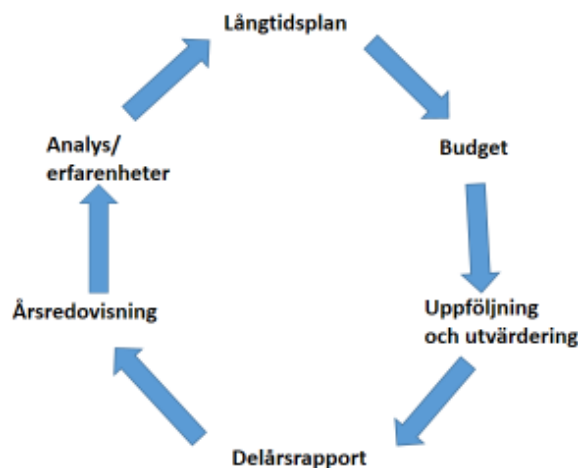 Långtidsplan
Budget
Uppföljning
och utvärdering
Delårsrapport
Årsredovisning
Analys/
erfarenheter